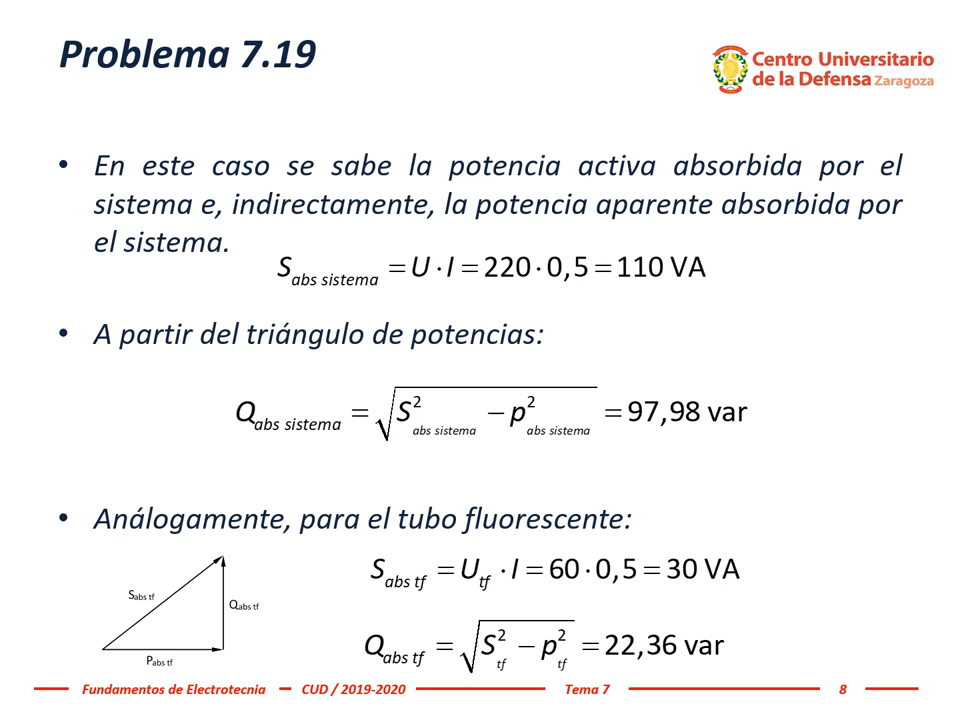 Problema 7.19
Centro Universitario
de la Defensa Zaragoza
• En este caso se sabe la potencia activa absorbida por el
sistema e, indirectamente, la potencia aparente absorbida por
el sistema.
S_abs sistema = U · I = 220 · 0,5 = 110 VA
• A partir del triángulo de potencias:
Q_abs sistema = √(S²_abs sistema − p²_abs sistema) = 97,98 var
• Análogamente, para el tubo fluorescente:
S_abs tf = U_tf · I = 60 · 0,5 = 30 VA
Sabs tf
Qabs tf
Pabs tf
Q_abs tf = √(S²_tf − p²_tf) = 22,36 var
Fundamentos de Electrotecnia CUD / 2019-2020 Tema 7 8